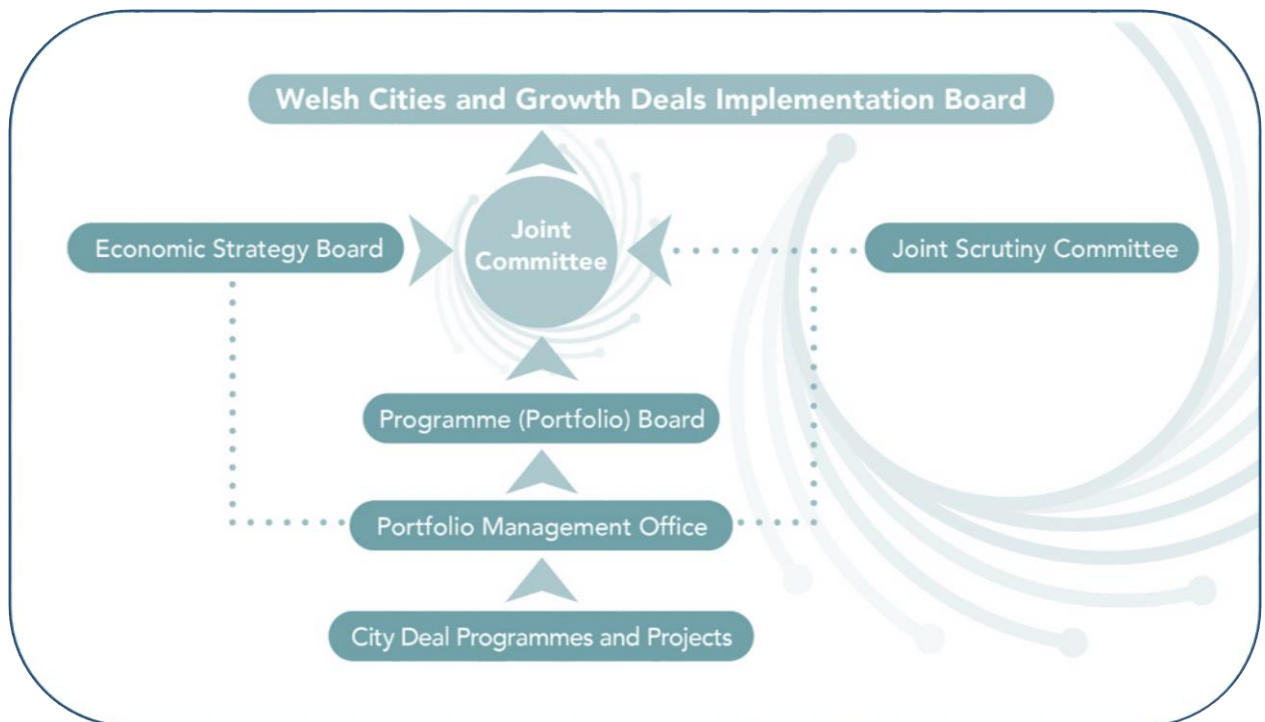 Welsh Cities and Growth Deals Implementation Board
Economic Strategy Board
Joint
Committee
Joint Scrutiny Committee
Programme (Portfolio) Board
Portfolio Management Office
City Deal Programmes and Projects